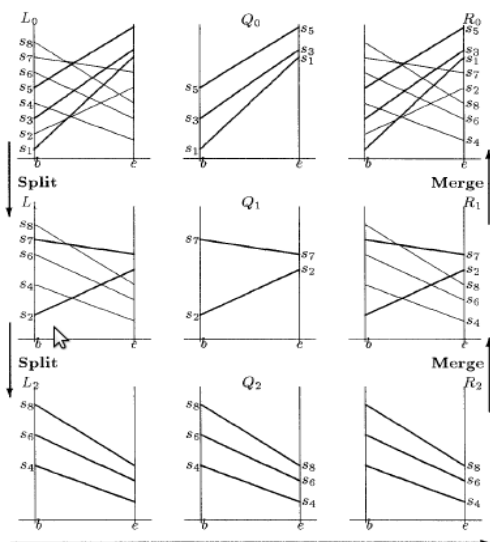 L₀ Q₀ R₀
s₈ s₅ s₅
s₇ s₃ s₃
s₆ s₁ s₁
s₅ s₅ s�7
s₄ s₂
s₃ s₃ s₈
s₂ s₆
s₁ s₁ s₄
b e b e b e
Split Merge
L₁ Q₁ R₁
s₈
s₇ s₇ s₇ s₇
s₆ s₂ s₂
s₄ s₈
s₆
s₂ s₂ s₄
b e b e b e
Split Merge
L₂ Q₂ R₂
s₈ s₈
s₆ s₆
s₄ s₄ s₈ s₈
s₆ s₆
s₄ s₄
b e b e b e